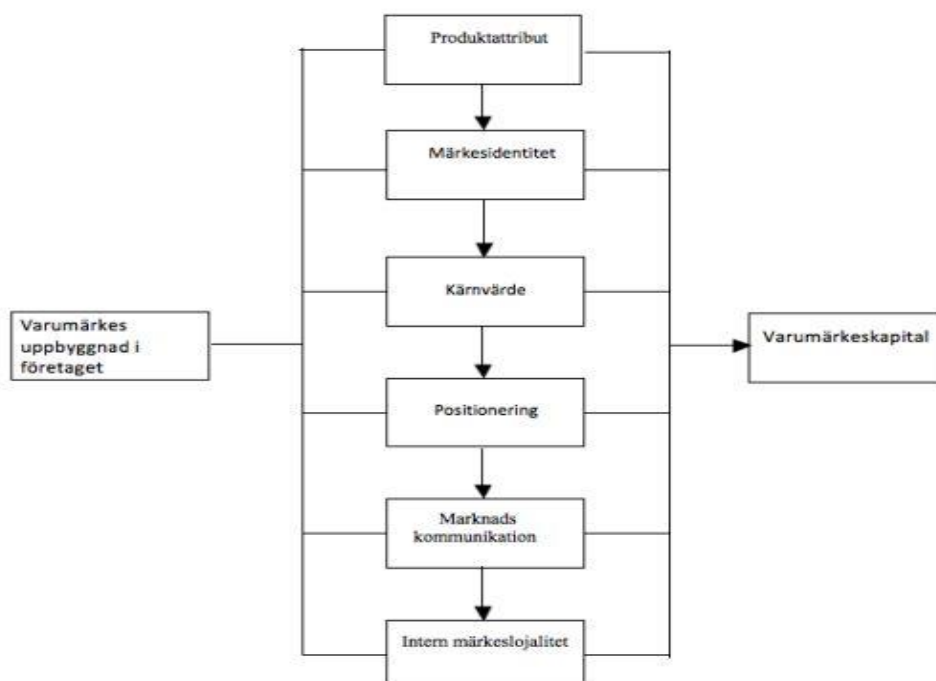 Produktattribut
Märkesidentitet
Kärnvärde
Varumärkes
uppbyggnad i
företaget
Varumärkeskapital
Positionering
Marknads
kommunikation
Intern märkeslojalitet